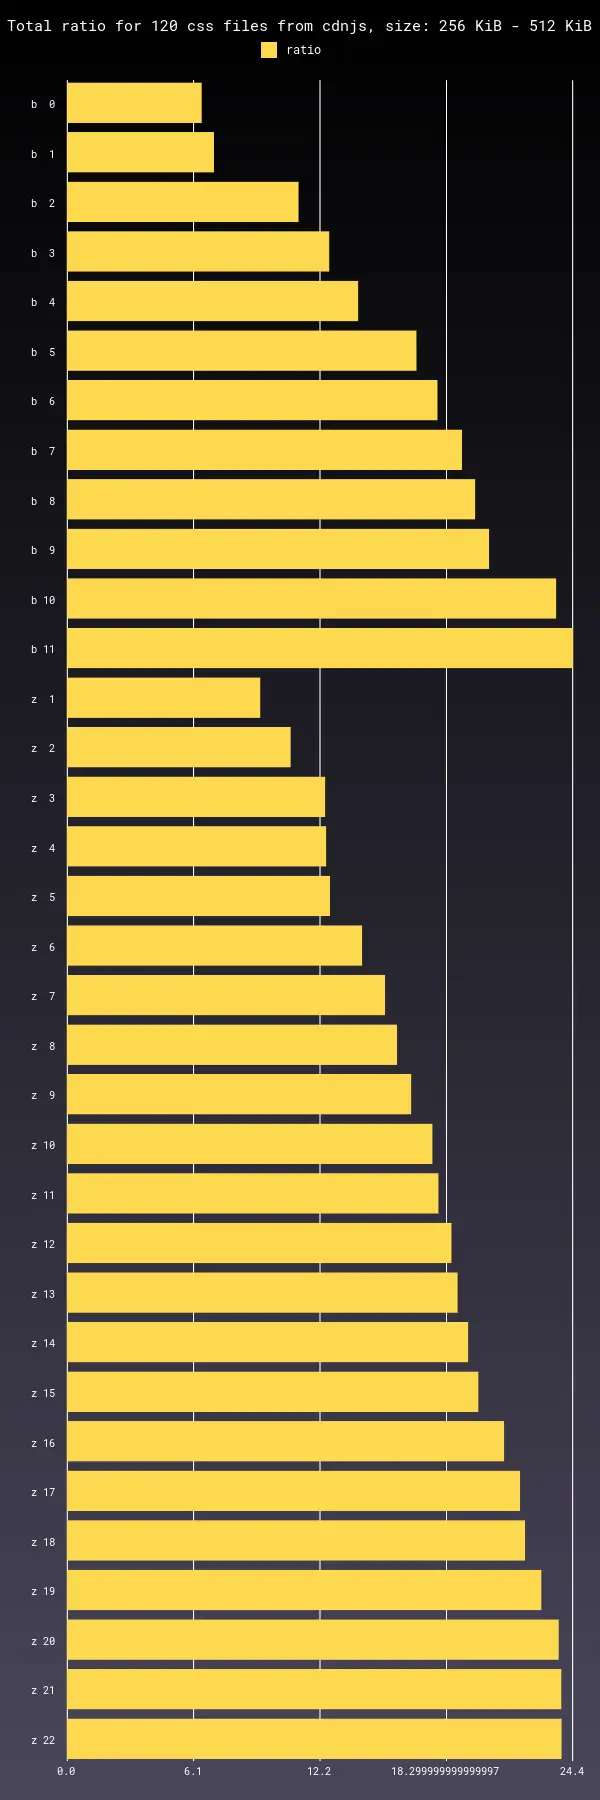 Total ratio for 120 css files from cdnjs, size: 256 KiB - 512 KiB
ratio
b 0
b 1
b 2
b 3
b 4
b 5
b 6
b 7
b 8
b 9
b 10
b 11
z 1
z 2
z 3
z 4
z 5
z 6
z 7
z 8
z 9
z 10
z 11
z 12
z 13
z 14
z 15
z 16
z 17
z 18
z 19
z 20
z 21
z 22
0.0 6.1 12.2 18.299999999999997 24.4